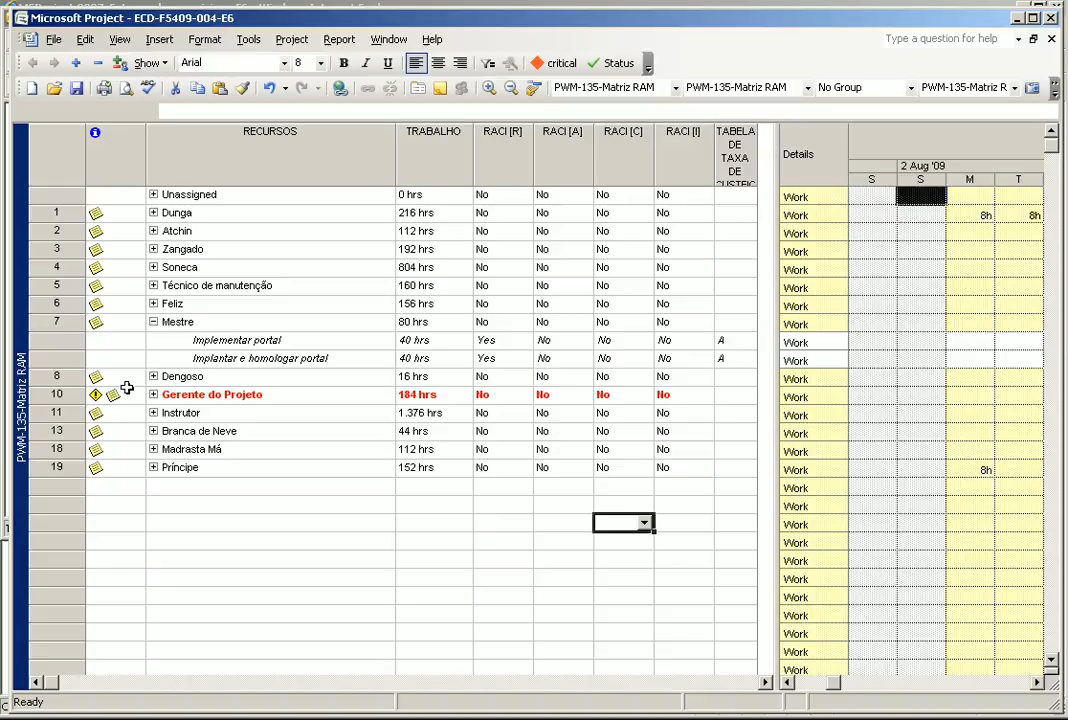 Microsoft Project - ECD-F5409-004-E6
File Edit View Insert Format Tools Project Report Window Help Type a question for help
Show Arial 8 B I U critical Status
PWM-135-Matriz RAM PWM-135-Matriz RAM No Group PWM-135-Matriz R
RECURSOS TRABALHO RACI [R] RACI [A] RACI [C] RACI [I] TABELA DE TAXA DE Details
2 Aug '09
S S M T
Unassigned 0 hrs No No No No Work
1 Dunga 216 hrs No No No No Work 8h 8h
2 Atchin 112 hrs No No No No Work
3 Zangado 192 hrs No No No No Work
4 Soneca 804 hrs No No No No Work
5 Técnico de manutenção 160 hrs No No No No Work
6 Feliz 156 hrs No No No No Work
7 Mestre 80 hrs No No No No Work
Implementar portal 40 hrs Yes No No No A Work
Implantar e homologar portal 40 hrs Yes No No No A Work
8 Dengoso 16 hrs No No No No Work
10 Gerente do Projeto 184 hrs No No No No Work
11 Instrutor 1.376 hrs No No No No Work
13 Branca de Neve 44 hrs No No No No Work
18 Madrasta Má 112 hrs No No No No Work
19 Príncipe 152 hrs No No No No Work 8h
Work
Work
Work
Work
Work
Work
Work
Work
Work
Work
Work
PWM-135-Matriz RAM
Ready